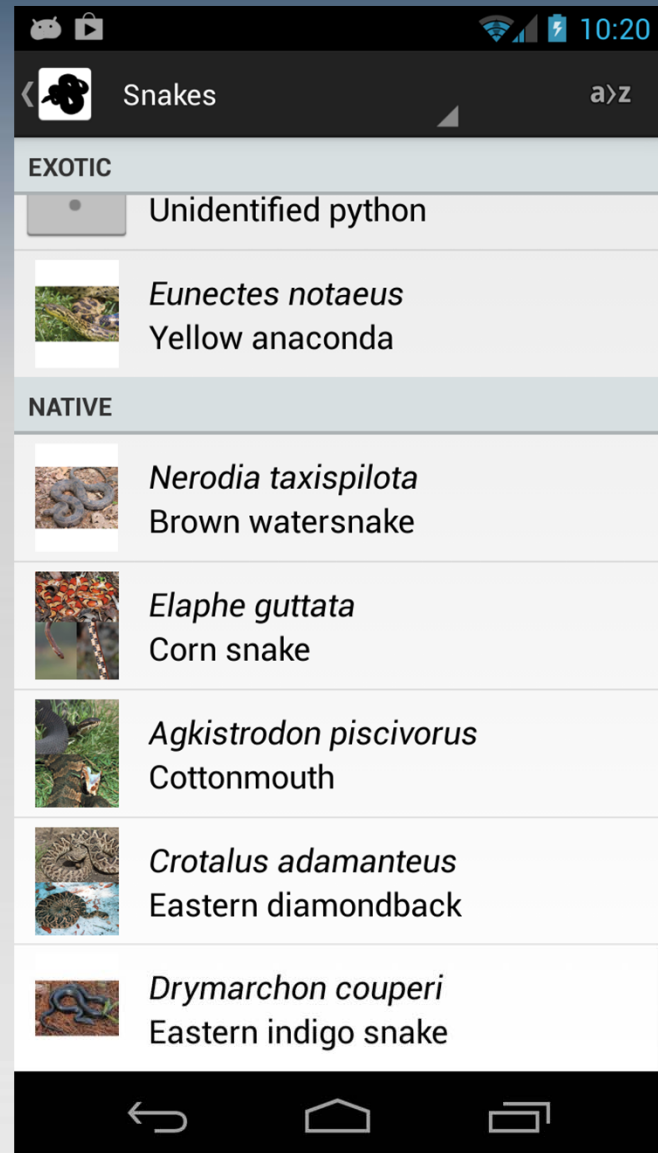 10:20
Snakes
a>z
EXOTIC
Unidentified python
Eunectes notaeus
Yellow anaconda
NATIVE
Nerodia taxispilota
Brown watersnake
Elaphe guttata
Corn snake
Agkistrodon piscivorus
Cottonmouth
Crotalus adamanteus
Eastern diamondback
Drymarchon couperi
Eastern indigo snake